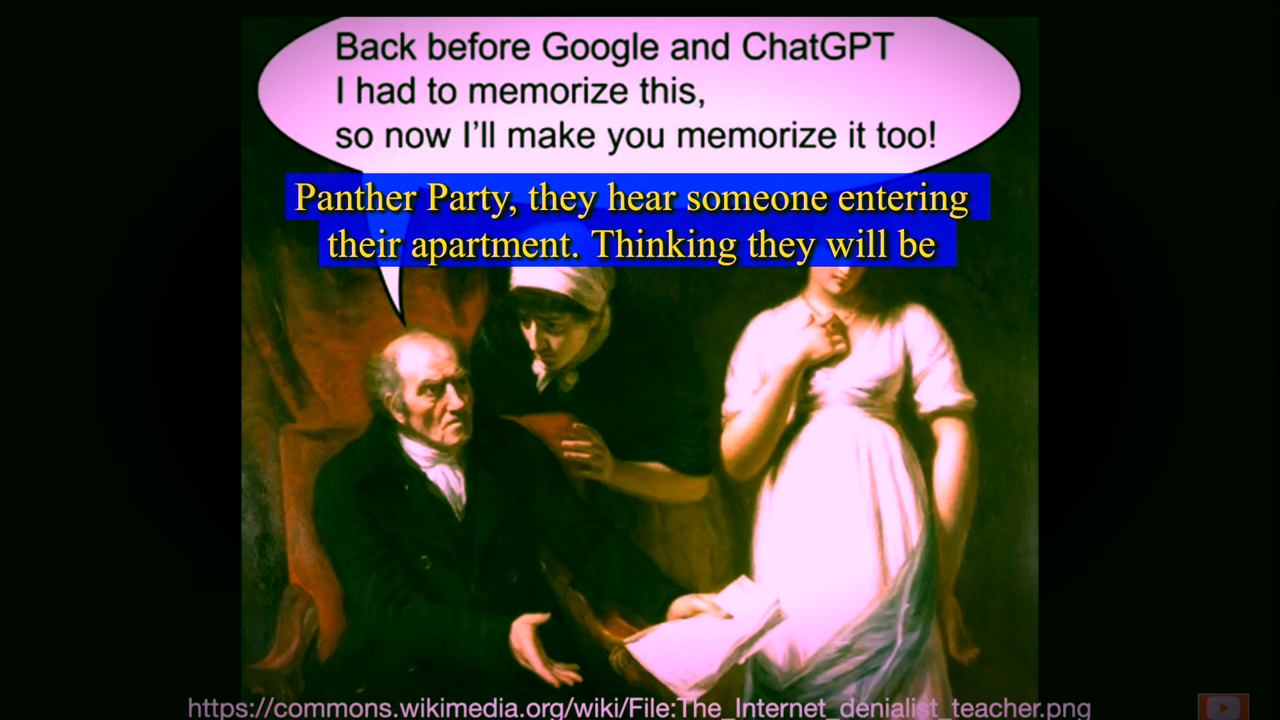 Back before Google and ChatGPT
I had to memorize this,
so now I'll make you memorize it too!
Panther Party, they hear someone entering
their apartment. Thinking they will be
https://commons.wikimedia.org/wiki/File:The_Internet_denialist_teacher.png